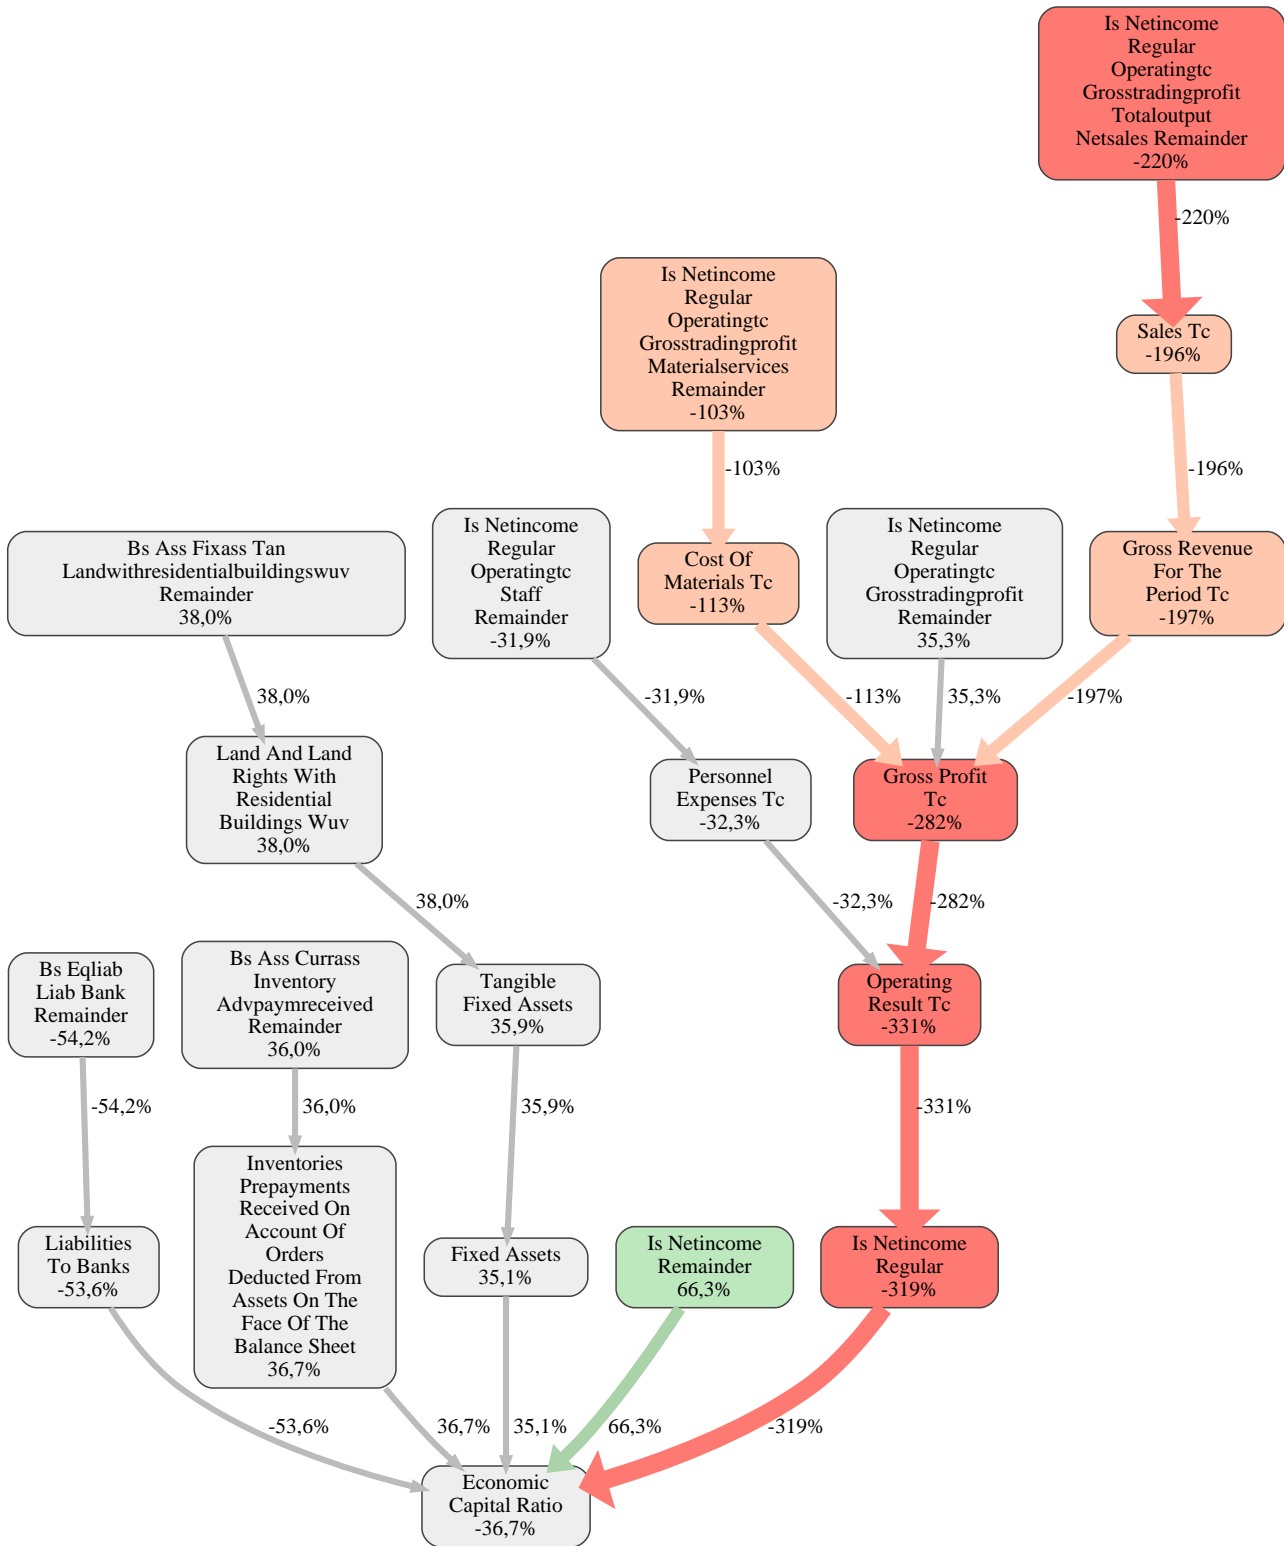 Is Netincome
Regular
Operatingtc
Grosstradingprofit
Totaloutput
Netsales Remainder
-220%
-220%
Is Netincome
Regular
Operatingtc
Grosstradingprofit
Materialservices
Remainder
-103%
Sales Tc
-196%
-103%
-196%
Bs Ass Fixass Tan
Landwithresidentialbuildingswuv
Remainder
38,0%
Is Netincome
Regular
Operatingtc
Staff
Remainder
-31,9%
Cost Of
Materials Tc
-113%
Is Netincome
Regular
Operatingtc
Grosstradingprofit
Remainder
35,3%
Gross Revenue
For The
Period Tc
-197%
38,0%
-31,9%
-113%
35,3%
-197%
Land And Land
Rights With
Residential
Buildings Wuv
38,0%
Personnel
Expenses Tc
-32,3%
Gross Profit
Tc
-282%
38,0%
-32,3%
-282%
Bs Eqliab
Liab Bank
Remainder
-54,2%
Bs Ass Currass
Inventory
Advpaymreceived
Remainder
36,0%
Tangible
Fixed Assets
35,9%
Operating
Result Tc
-331%
-54,2%
36,0%
35,9%
-331%
Liabilities
To Banks
-53,6%
Inventories
Prepayments
Received On
Account Of
Orders
Deducted From
Assets On The
Face Of The
Balance Sheet
36,7%
Fixed Assets
35,1%
Is Netincome
Remainder
66,3%
Is Netincome
Regular
-319%
-53,6%
36,7%
35,1%
66,3%
-319%
Economic
Capital Ratio
-36,7%